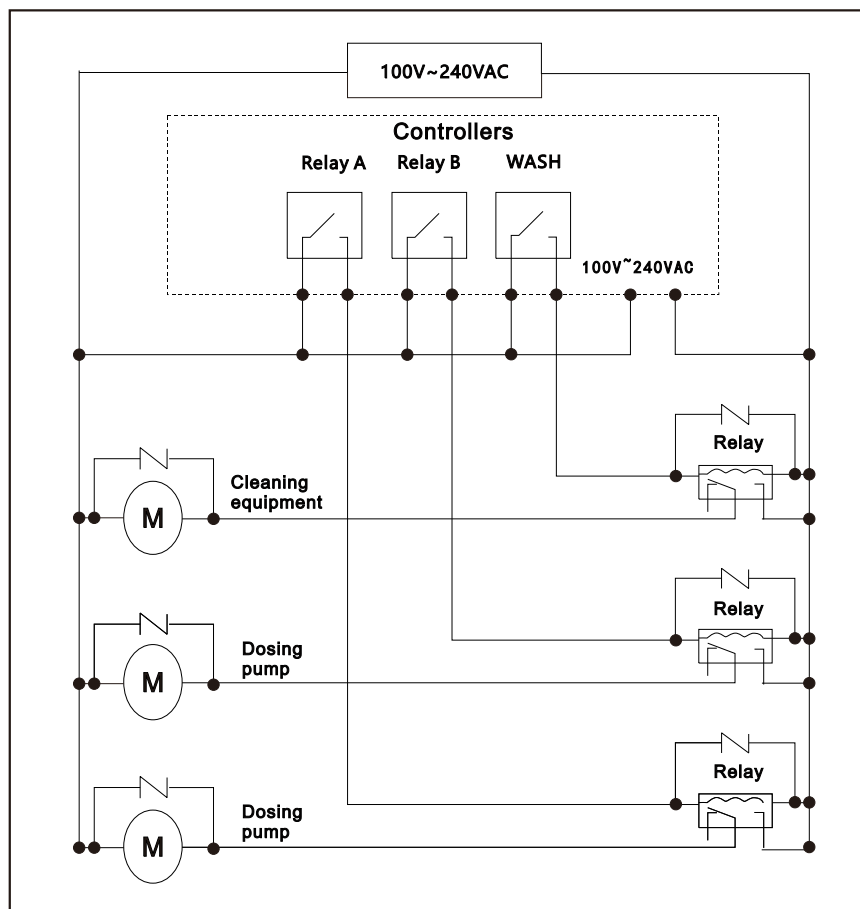 100V~240VAC
Controllers
Relay A
Relay B
WASH
100V~240VAC
Relay
Cleaning
equipment
M
Relay
Dosing
pump
M
Relay
Dosing
pump
M